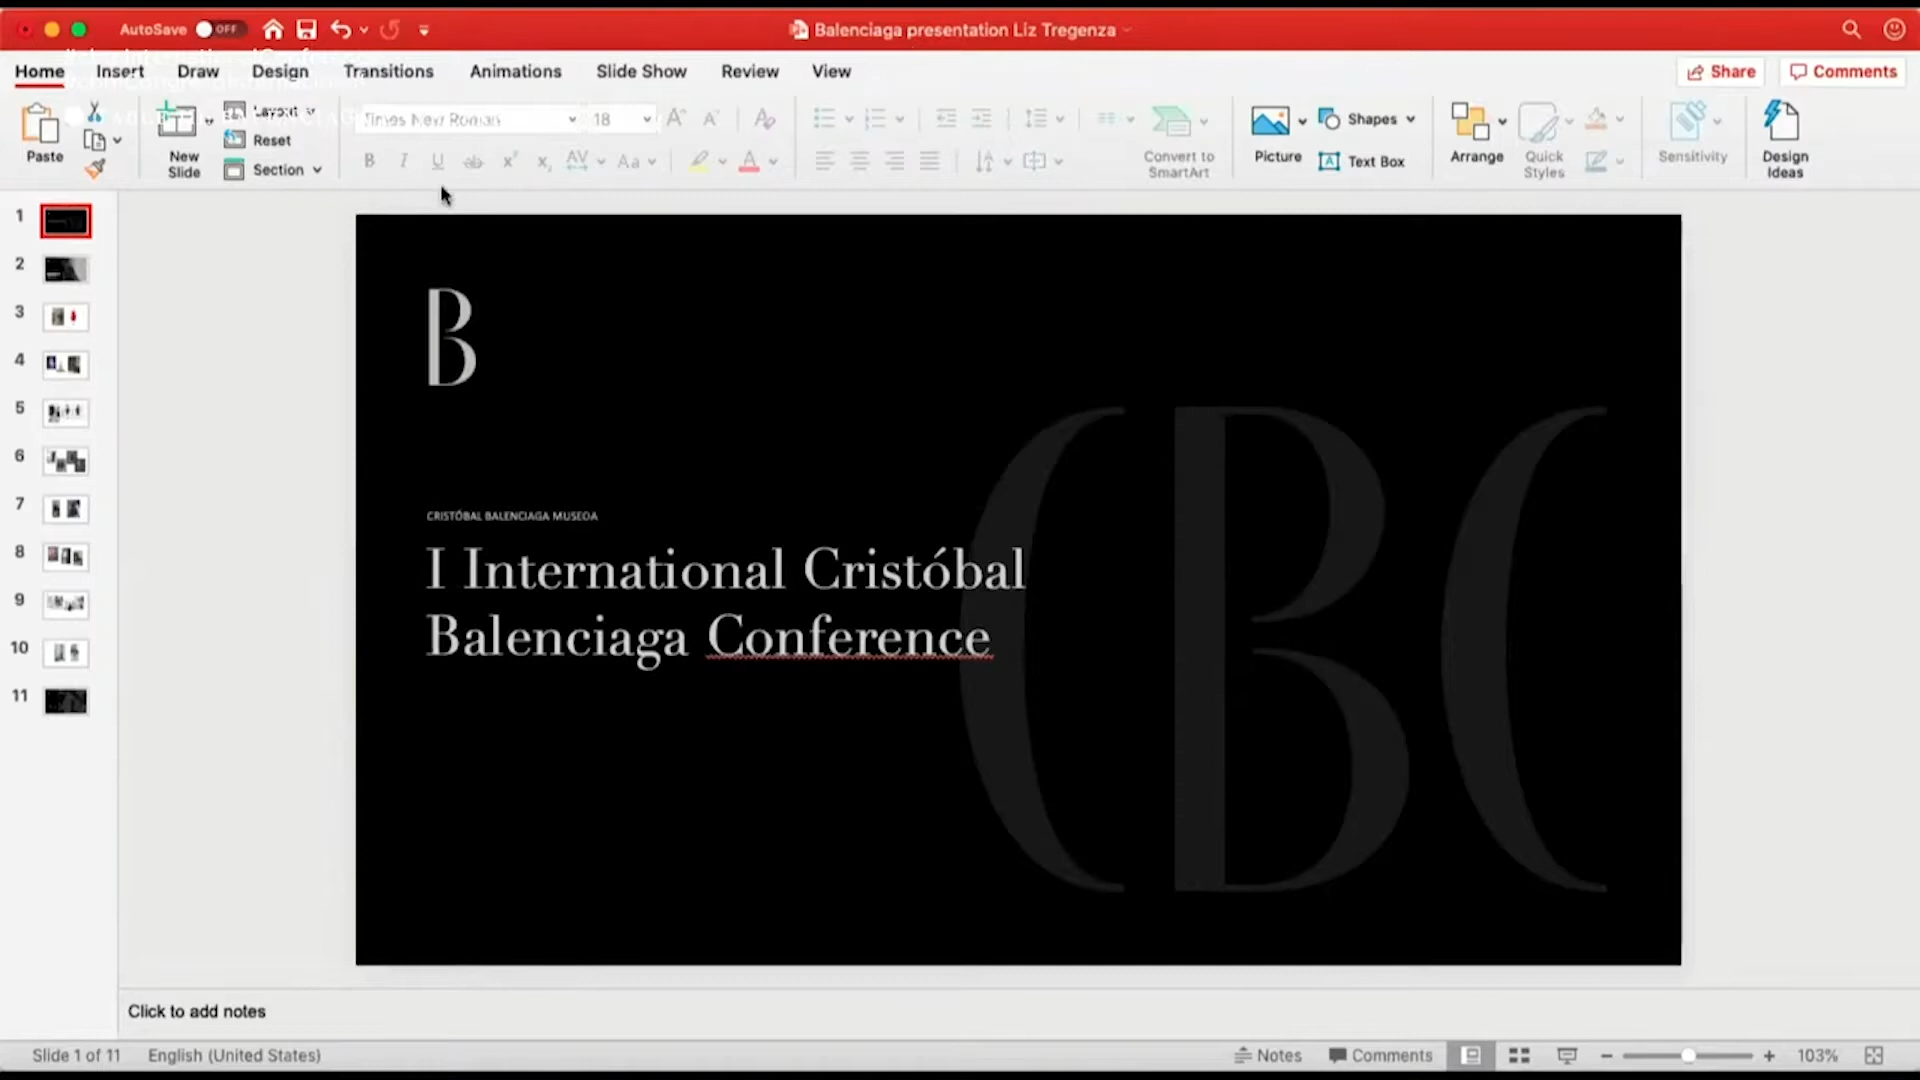 AutoSave OFF
Balenciaga presentation Liz Tregenza
Home Insert Draw Design Transitions Animations Slide Show Review View
Share Comments
Paste
New Slide
Layout
Reset
Section
Times New Roman 18
Convert to SmartArt
Picture
Shapes
Text Box
Arrange
Quick Styles
Sensitivity
Design Ideas
1
2
3
4
5
6
7
8
9
10
11
B
CRISTÓBAL BALENCIAGA MUSEOA
I International Cristóbal
Balenciaga Conference
Click to add notes
Slide 1 of 11 English (United States)
Notes Comments 103%